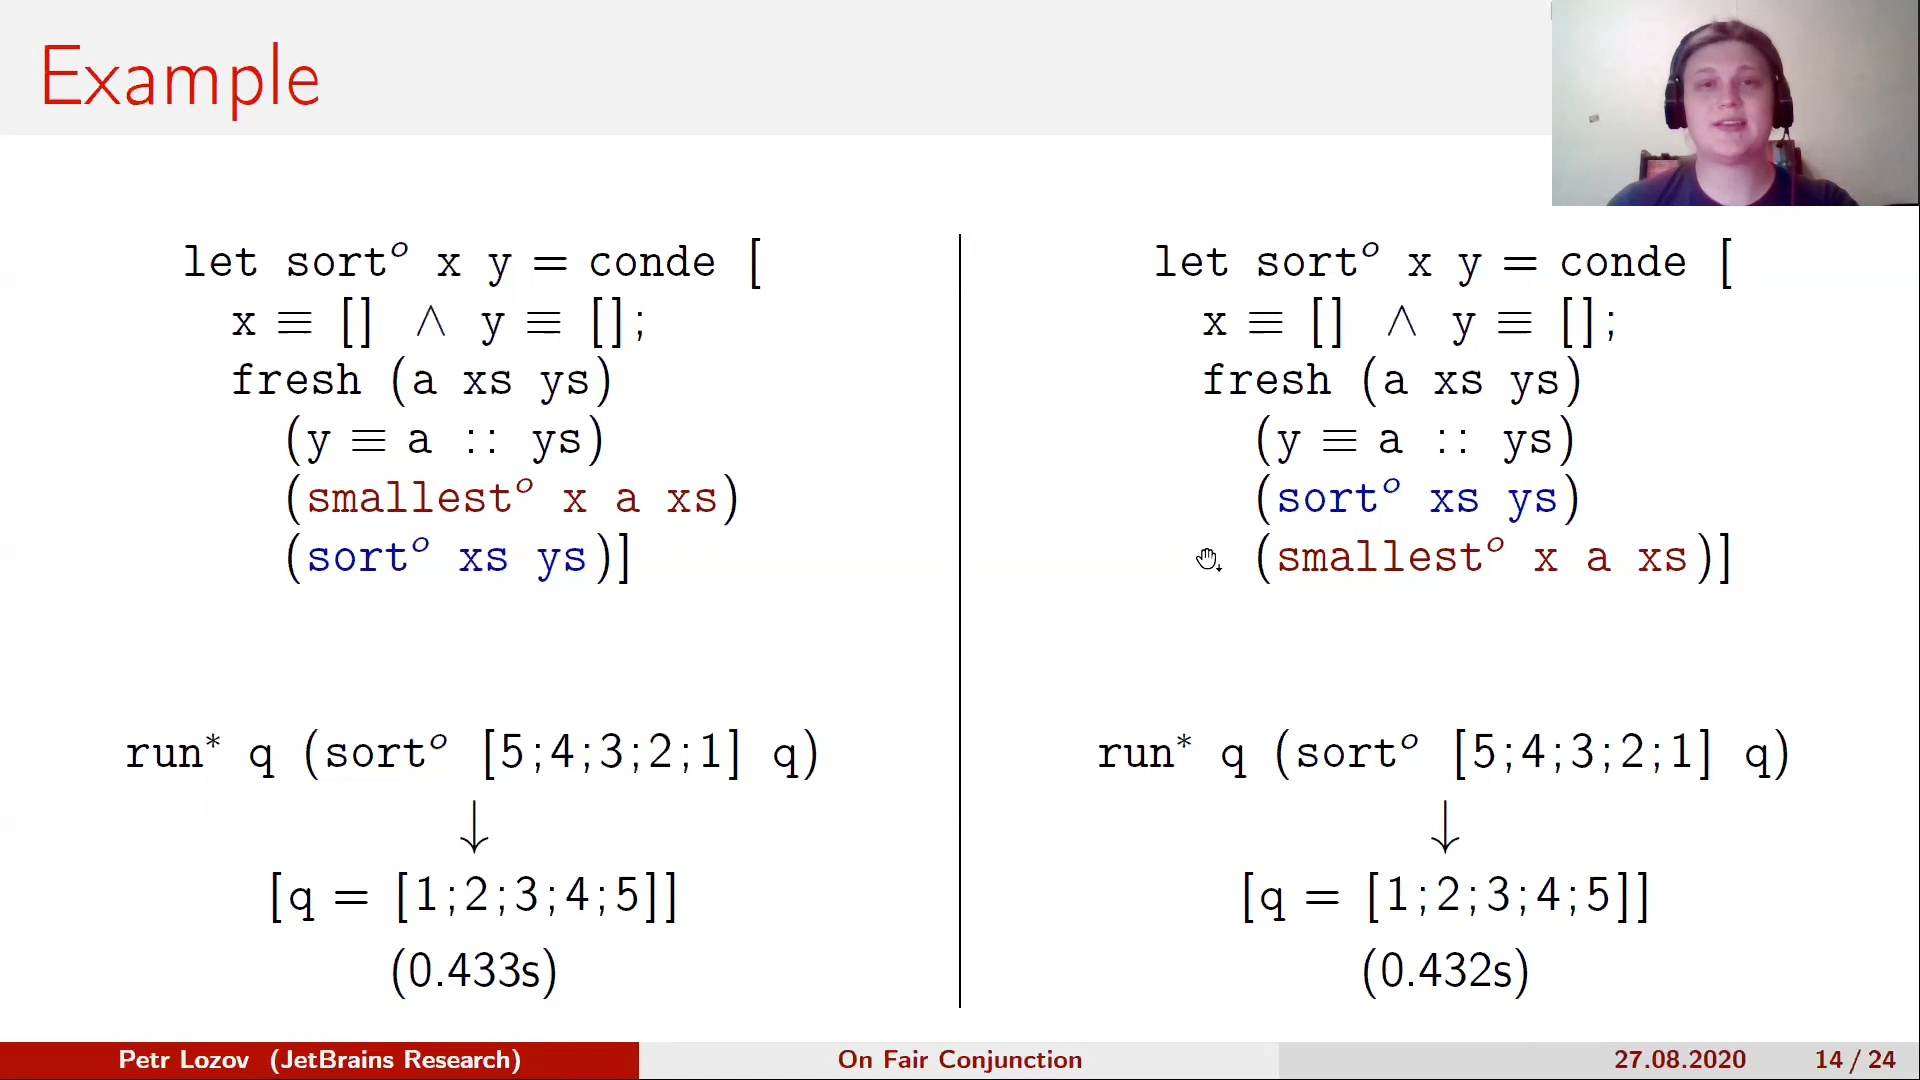 Example
let sortᵒ x y = conde [
x ≡ [] ∧ y ≡ [];
fresh (a xs ys)
(y ≡ a :: ys)
(smallestᵒ x a xs)
(sortᵒ xs ys)]
run* q (sortᵒ [5;4;3;2;1] q)
↓
[q = [1;2;3;4;5]]
(0.433s)
let sortᵒ x y = conde [
x ≡ [] ∧ y ≡ [];
fresh (a xs ys)
(y ≡ a :: ys)
(sortᵒ xs ys)
(smallestᵒ x a xs)]
run* q (sortᵒ [5;4;3;2;1] q)
↓
[q = [1;2;3;4;5]]
(0.432s)
Petr Lozov (JetBrains Research) On Fair Conjunction 27.08.2020 14 / 24